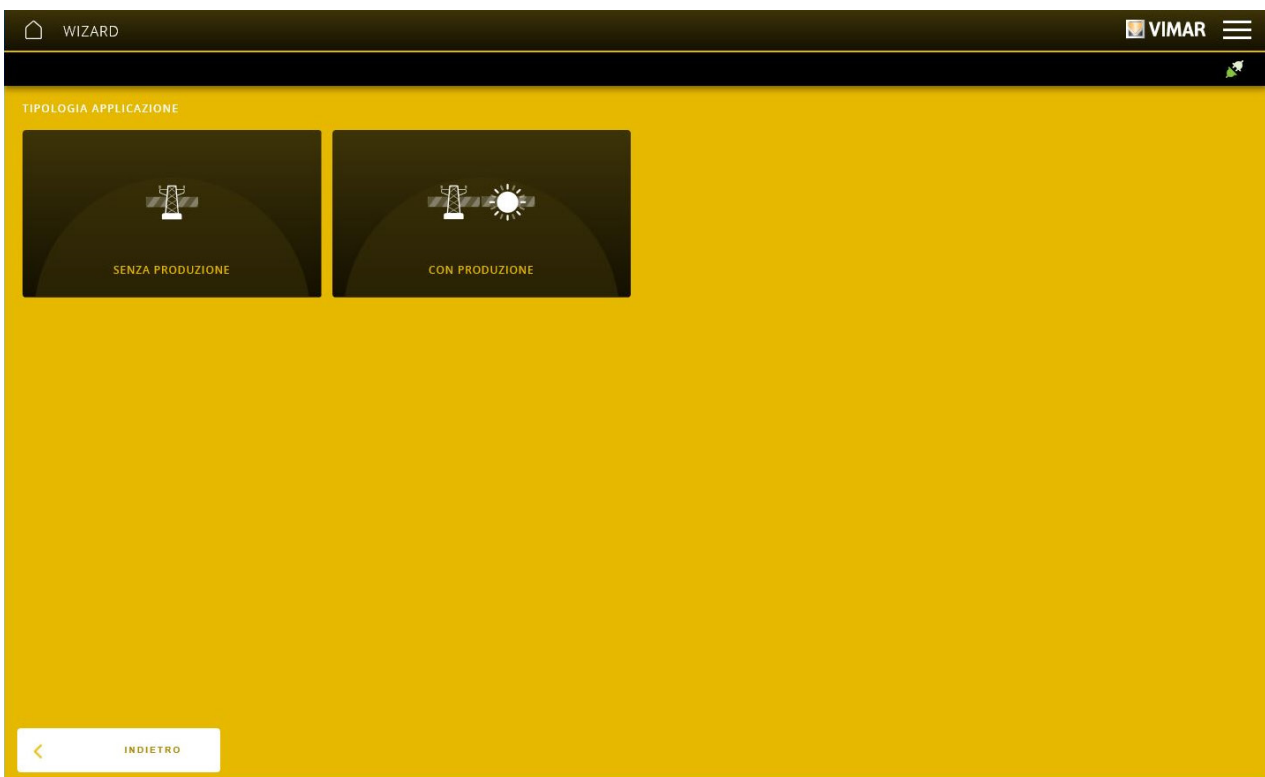 WIZARD
VIMAR
TIPOLOGIA APPLICAZIONE
SENZA PRODUZIONE
CON PRODUZIONE
INDIETRO